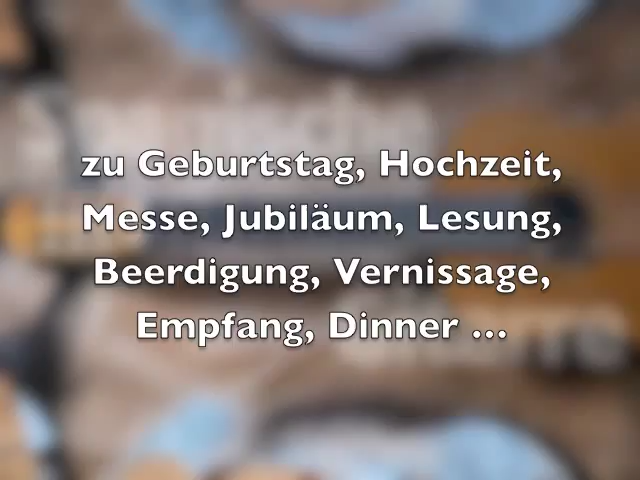 zu Geburtstag, Hochzeit,
Messe, Jubiläum, Lesung,
Beerdigung, Vernissage,
Empfang, Dinner ...